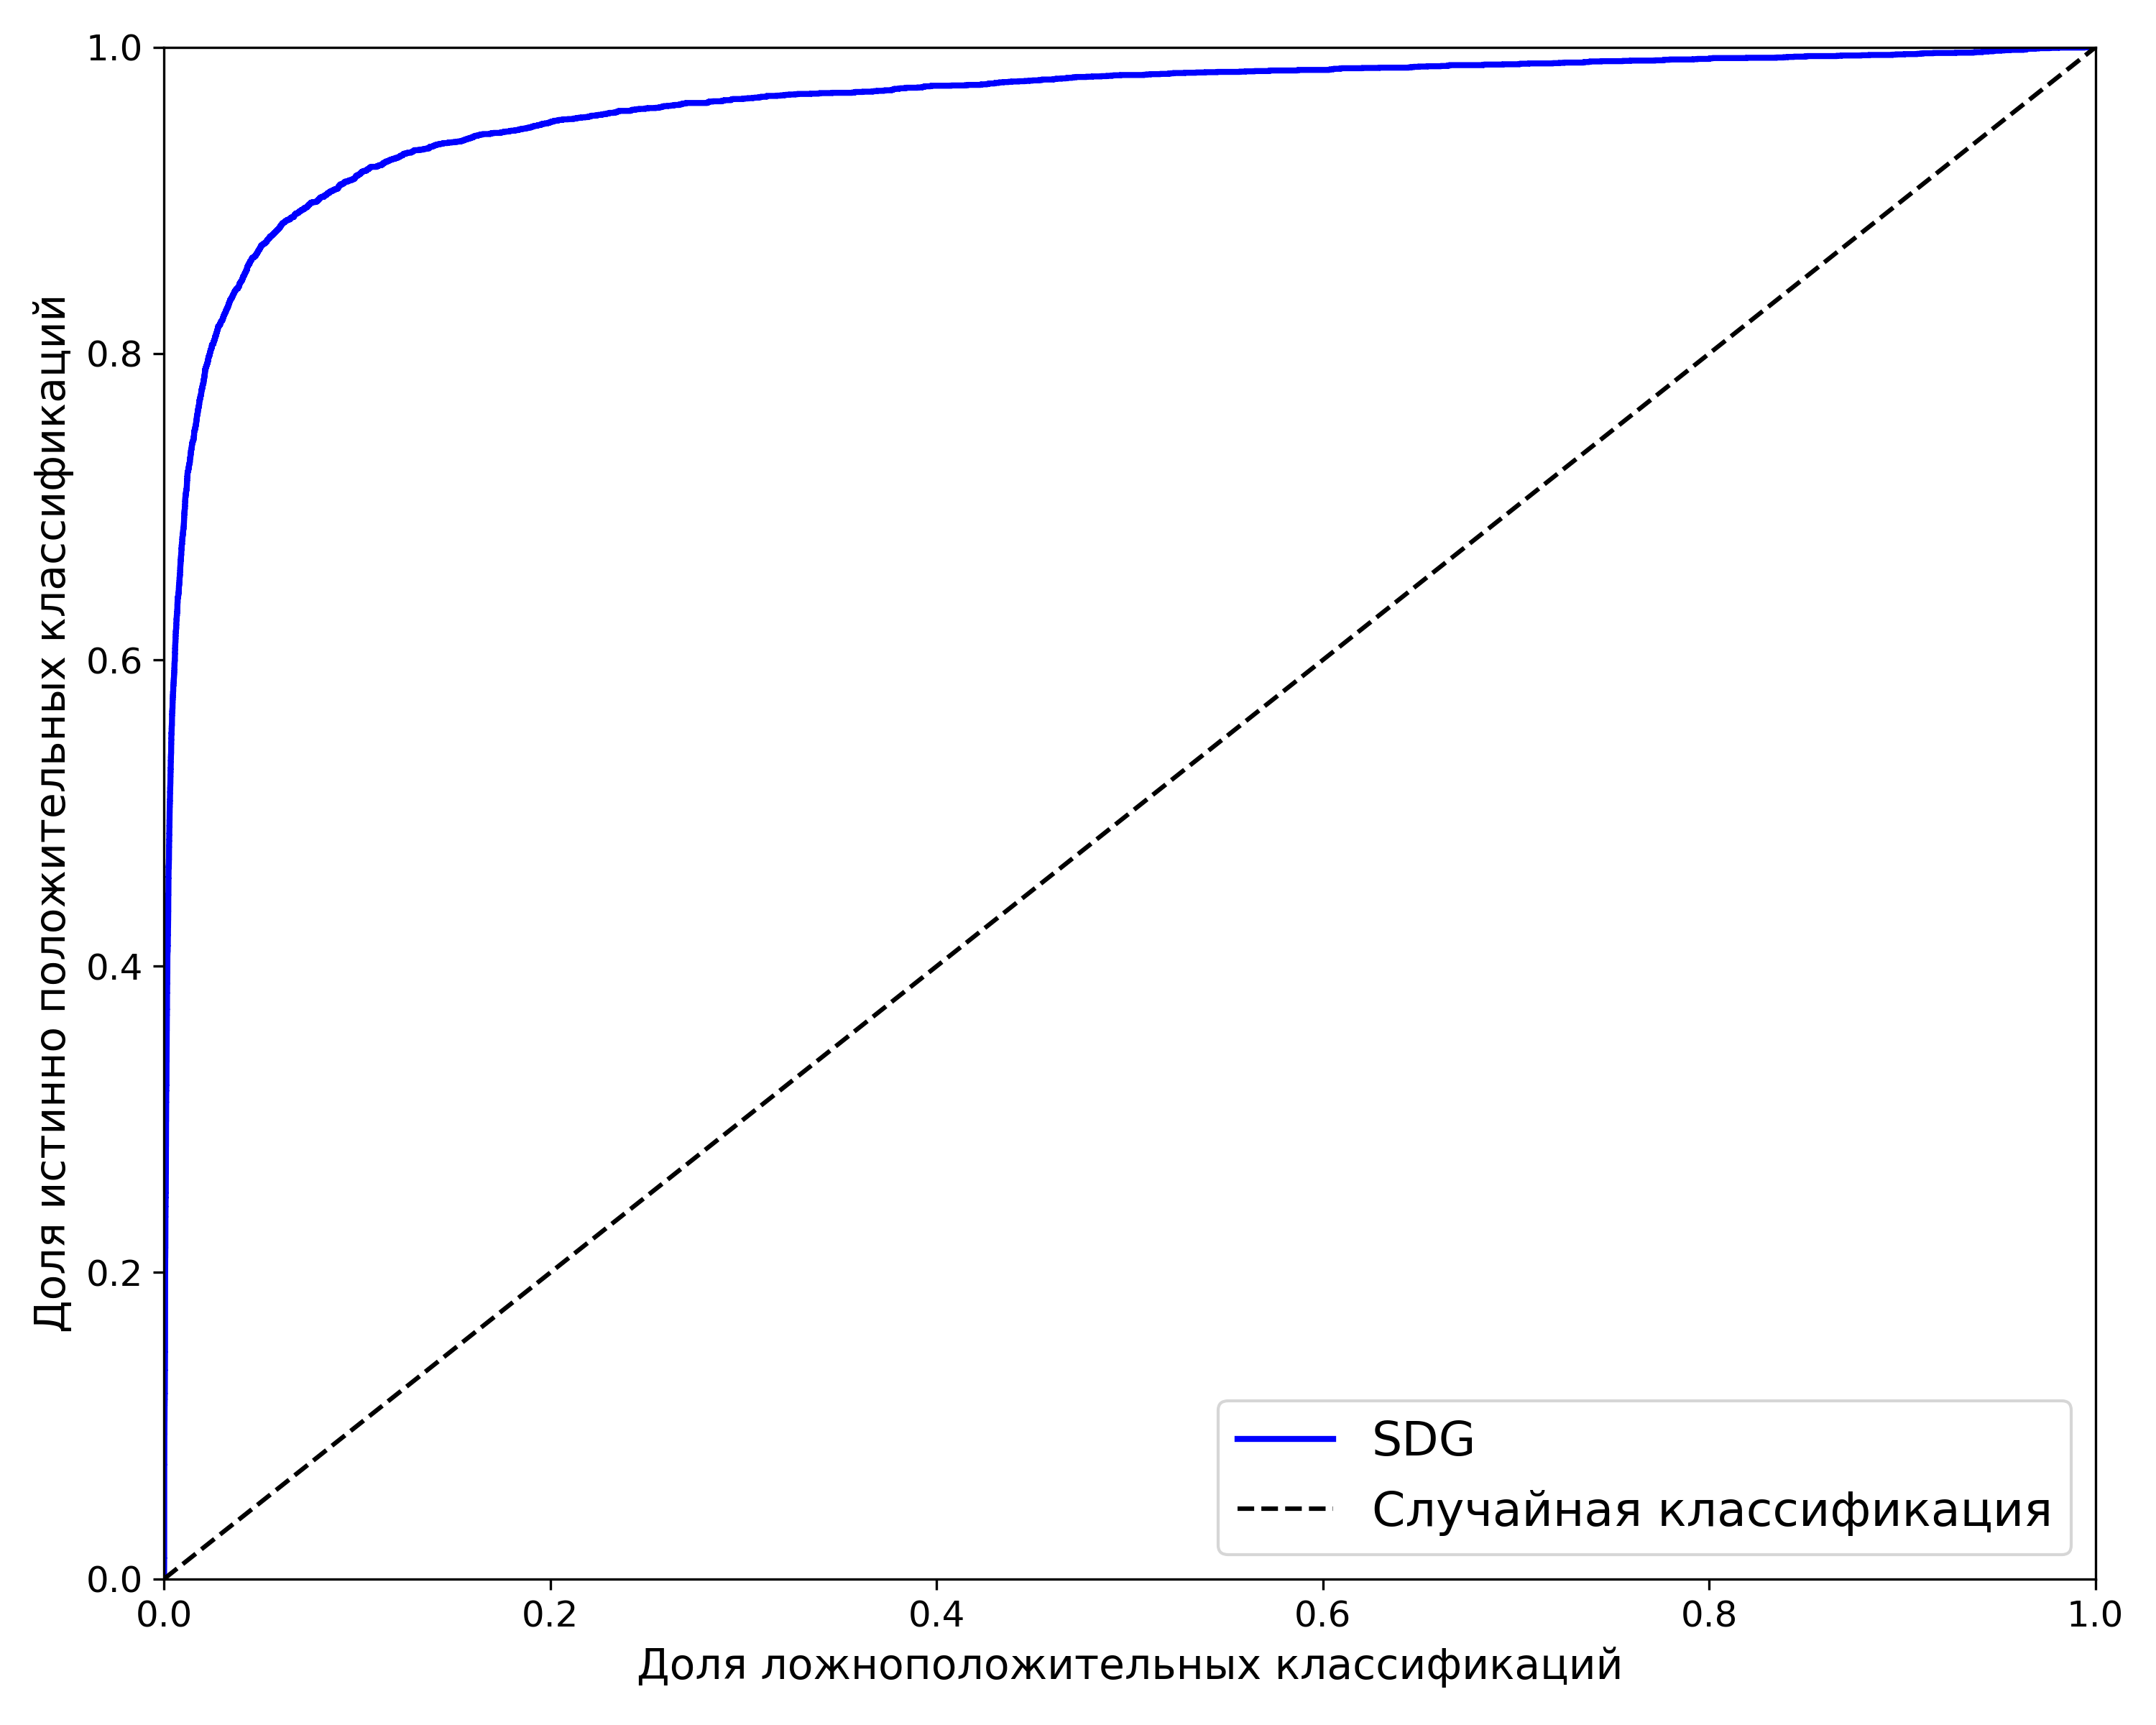 1.0
0.8
0.6
0.4
0.2
0.0
Доля истинно положительных классификаций
0.0 0.2 0.4 0.6 0.8 1.0
Доля ложноположительных классификаций
SDG
Случайная классификация